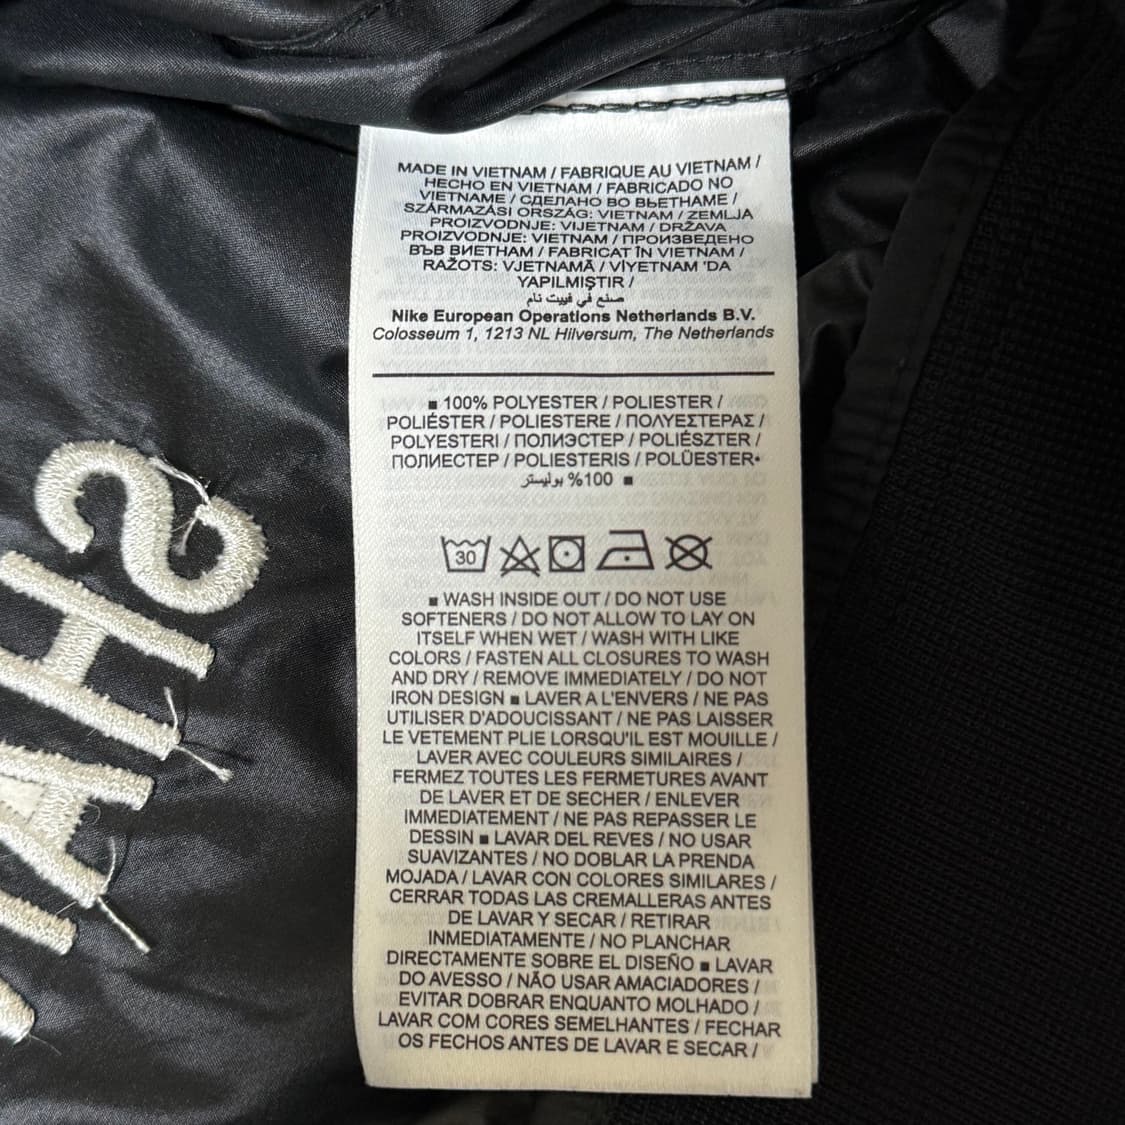 MADE IN VIETNAM / FABRIQUE AU VIETNAM /
HECHO EN VIETNAM / FABRICADO NO
VIETNAME / СДЕЛАНО ВО ВЬЕТНАМЕ /
SZÁRMAZÁSI ORSZÁG: VIETNAM / ZEMLJA
PROIZVODNJE: VIJETNAM / DRŽAVA
PROIZVODNJE: VIETNAM / ПРОИЗВЕДЕНО
ВЪВ ВИЕТНАМ / FABRICAT ÎN VIETNAM /
RAŽOTS: VJETNAMĀ / VİYETNAM 'DA
YAPILMIŞTIR /
صنع في فييت نام
Nike European Operations Netherlands B.V.
Colosseum 1, 1213 NL Hilversum, The Netherlands
■ 100% POLYESTER / POLIESTER /
POLIÉSTER / POLIESTERE / ΠΟΛΥΕΣΤΕΡΑΣ /
POLYESTERI / ПОЛИЭСТЕР / POLIÉSZTER /
ПОЛИЕСТЕР / POLIESTERIS / POLÜESTER•
■ 100% بوليستر
30
■ WASH INSIDE OUT / DO NOT USE
SOFTENERS / DO NOT ALLOW TO LAY ON
ITSELF WHEN WET / WASH WITH LIKE
COLORS / FASTEN ALL CLOSURES TO WASH
AND DRY / REMOVE IMMEDIATELY / DO NOT
IRON DESIGN ■ LAVER A L'ENVERS / NE PAS
UTILISER D'ADOUCISSANT / NE PAS LAISSER
LE VETEMENT PLIE LORSQU'IL EST MOUILLE /
LAVER AVEC COULEURS SIMILAIRES /
FERMEZ TOUTES LES FERMETURES AVANT
DE LAVER ET DE SECHER / ENLEVER
IMMEDIATEMENT / NE PAS REPASSER LE
DESSIN ■ LAVAR DEL REVES / NO USAR
SUAVIZANTES / NO DOBLAR LA PRENDA
MOJADA / LAVAR CON COLORES SIMILARES /
CERRAR TODAS LAS CREMALLERAS ANTES
DE LAVAR Y SECAR / RETIRAR
INMEDIATAMENTE / NO PLANCHAR
DIRECTAMENTE SOBRE EL DISEÑO ■ LAVAR
DO AVESSO / NÃO USAR AMACIADORES /
EVITAR DOBRAR ENQUANTO MOLHADO /
LAVAR COM CORES SEMELHANTES / FECHAR
OS FECHOS ANTES DE LAVAR E SECAR /